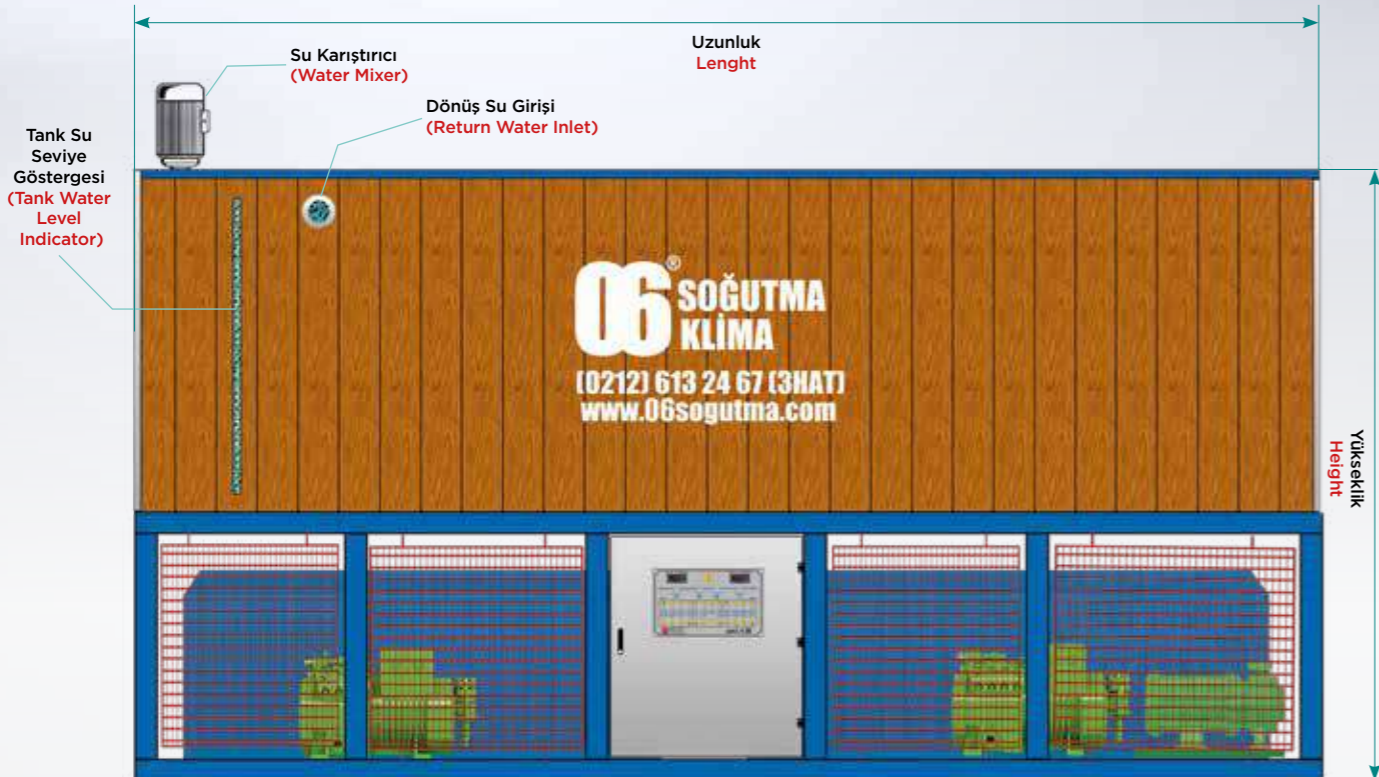 Uzunluk
Lenght
Su Karıştırıcı
(Water Mixer)
Dönüş Su Girişi
(Return Water Inlet)
Tank Su
Seviye
Göstergesi
(Tank Water
Level
Indicator)
06®
SOĞUTMA
KLİMA
(0212) 613 24 67 (3HAT)
www.06sogutma.com
Yükseklik
Height